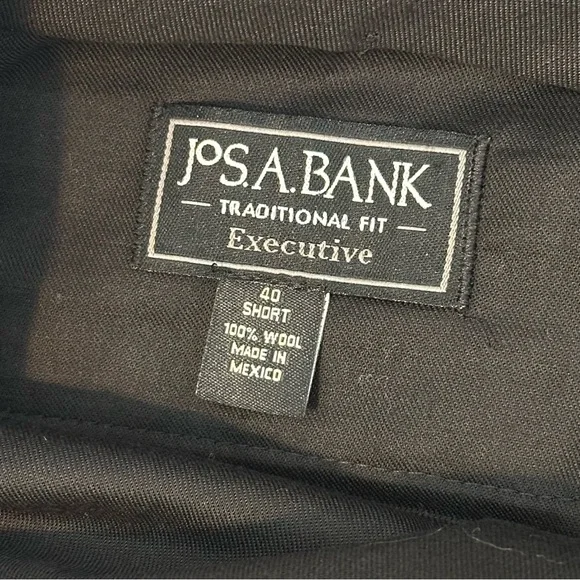 JOS. A. BANK
— TRADITIONAL FIT —
Executive
40
SHORT
100% WOOL
MADE IN
MEXICO